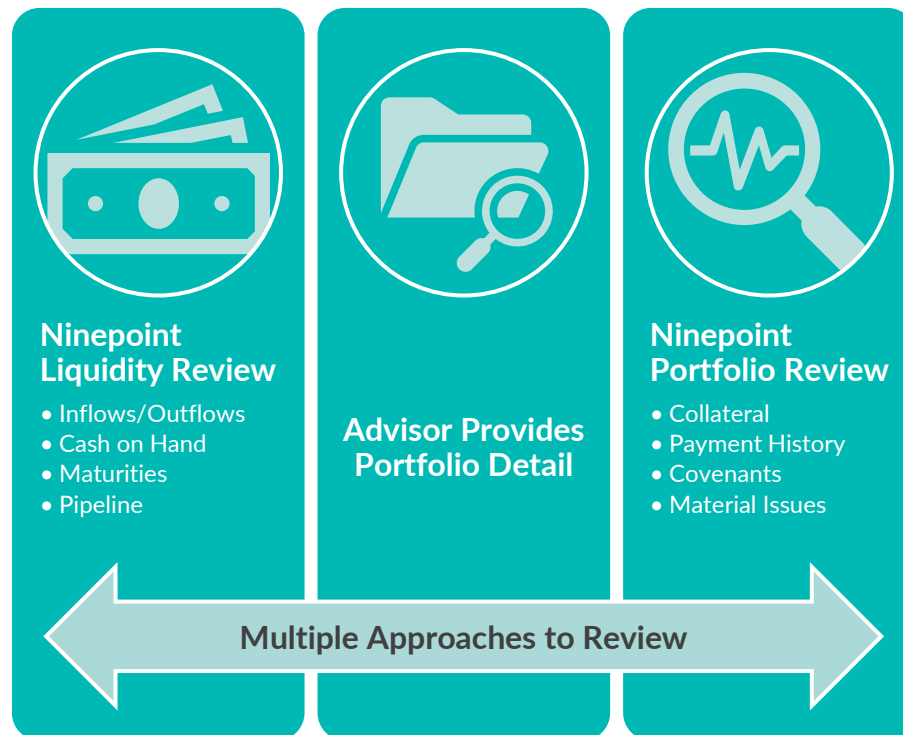 Ninepoint
Liquidity Review
• Inflows/Outflows
• Cash on Hand
• Maturities
• Pipeline
Advisor Provides
Portfolio Detail
Ninepoint
Portfolio Review
• Collateral
• Payment History
• Covenants
• Material Issues
Multiple Approaches to Review